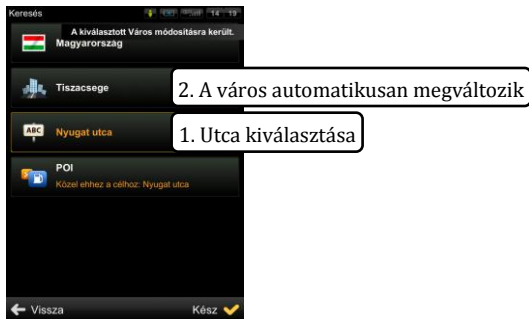 Keresés 14 19
A kiválasztott Város módosításra került.
Magyarország
Tiszacsege
2. A város automatikusan megváltozik
ABC
Nyugat utca
1. Utca kiválasztása
POI
Közel ehhez a célhoz: Nyugat utca
Vissza Kész